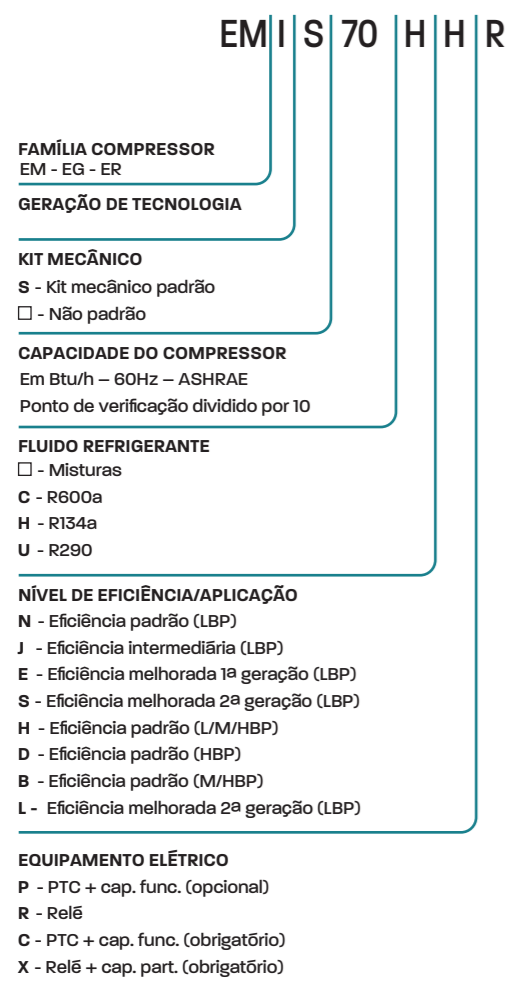 EM I S 70 H H R
FAMÍLIA COMPRESSOR
EM - EG - ER
GERAÇÃO DE TECNOLOGIA
KIT MECÂNICO
S - Kit mecânico padrão
☐ - Não padrão
CAPACIDADE DO COMPRESSOR
Em Btu/h – 60Hz – ASHRAE
Ponto de verificação dividido por 10
FLUIDO REFRIGERANTE
☐ - Misturas
C - R600a
H - R134a
U - R290
NÍVEL DE EFICIÊNCIA/APLICAÇÃO
N - Eficiência padrão (LBP)
J - Eficiência intermediária (LBP)
E - Eficiência melhorada 1ª geração (LBP)
S - Eficiência melhorada 2ª geração (LBP)
H - Eficiência padrão (L/M/HBP)
D - Eficiência padrão (HBP)
B - Eficiência padrão (M/HBP)
L - Eficiência melhorada 2ª geração (LBP)
EQUIPAMENTO ELÉTRICO
P - PTC + cap. func. (opcional)
R - Relé
C - PTC + cap. func. (obrigatório)
X - Relé + cap. part. (obrigatório)